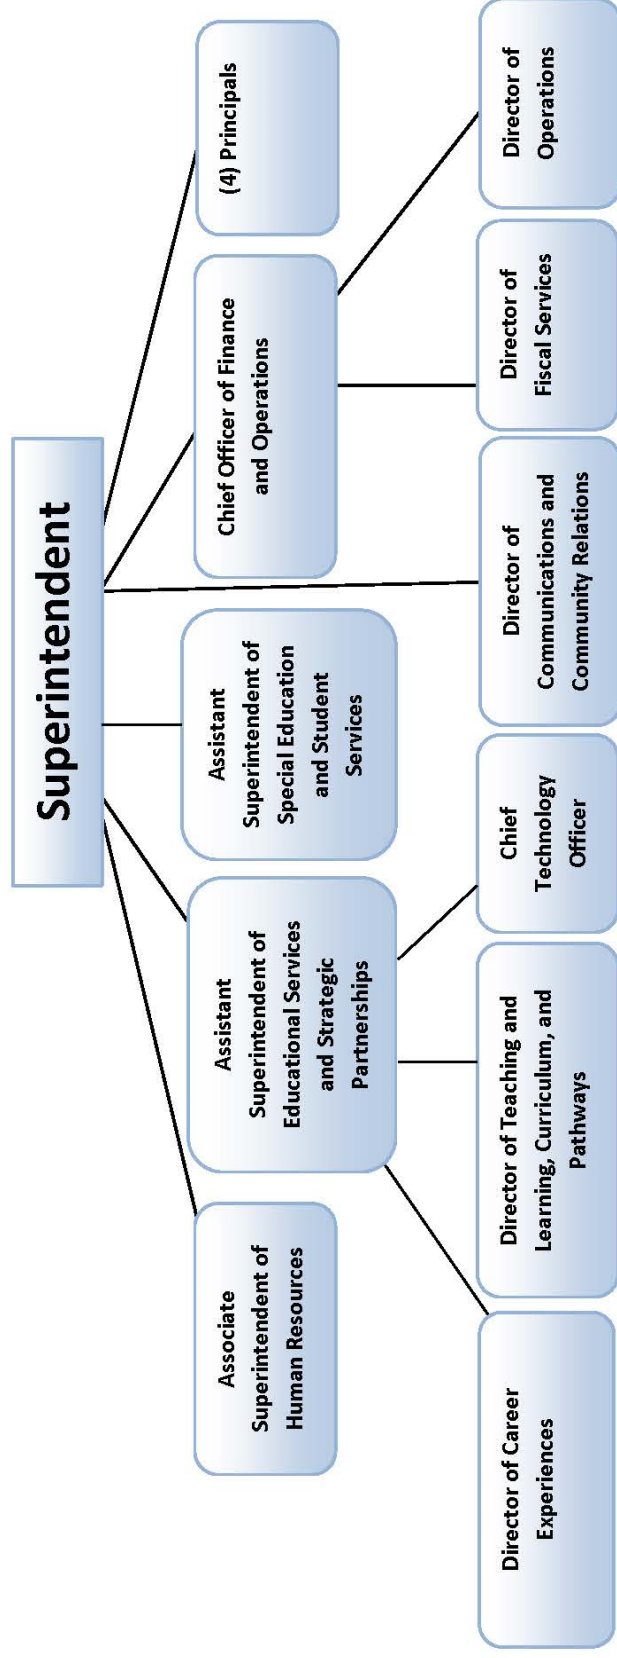 Superintendent
Associate
Superintendent of
Human Resources
Assistant
Superintendent of
Educational Services
and Strategic
Partnerships
Assistant
Superintendent of
Special Education
and Student
Services
Chief Officer of Finance
and Operations
(4) Principals
Director of Career
Experiences
Director of Teaching and
Learning, Curriculum, and
Pathways
Chief
Technology
Officer
Director of
Communications and
Community Relations
Director of
Fiscal Services
Director of
Operations